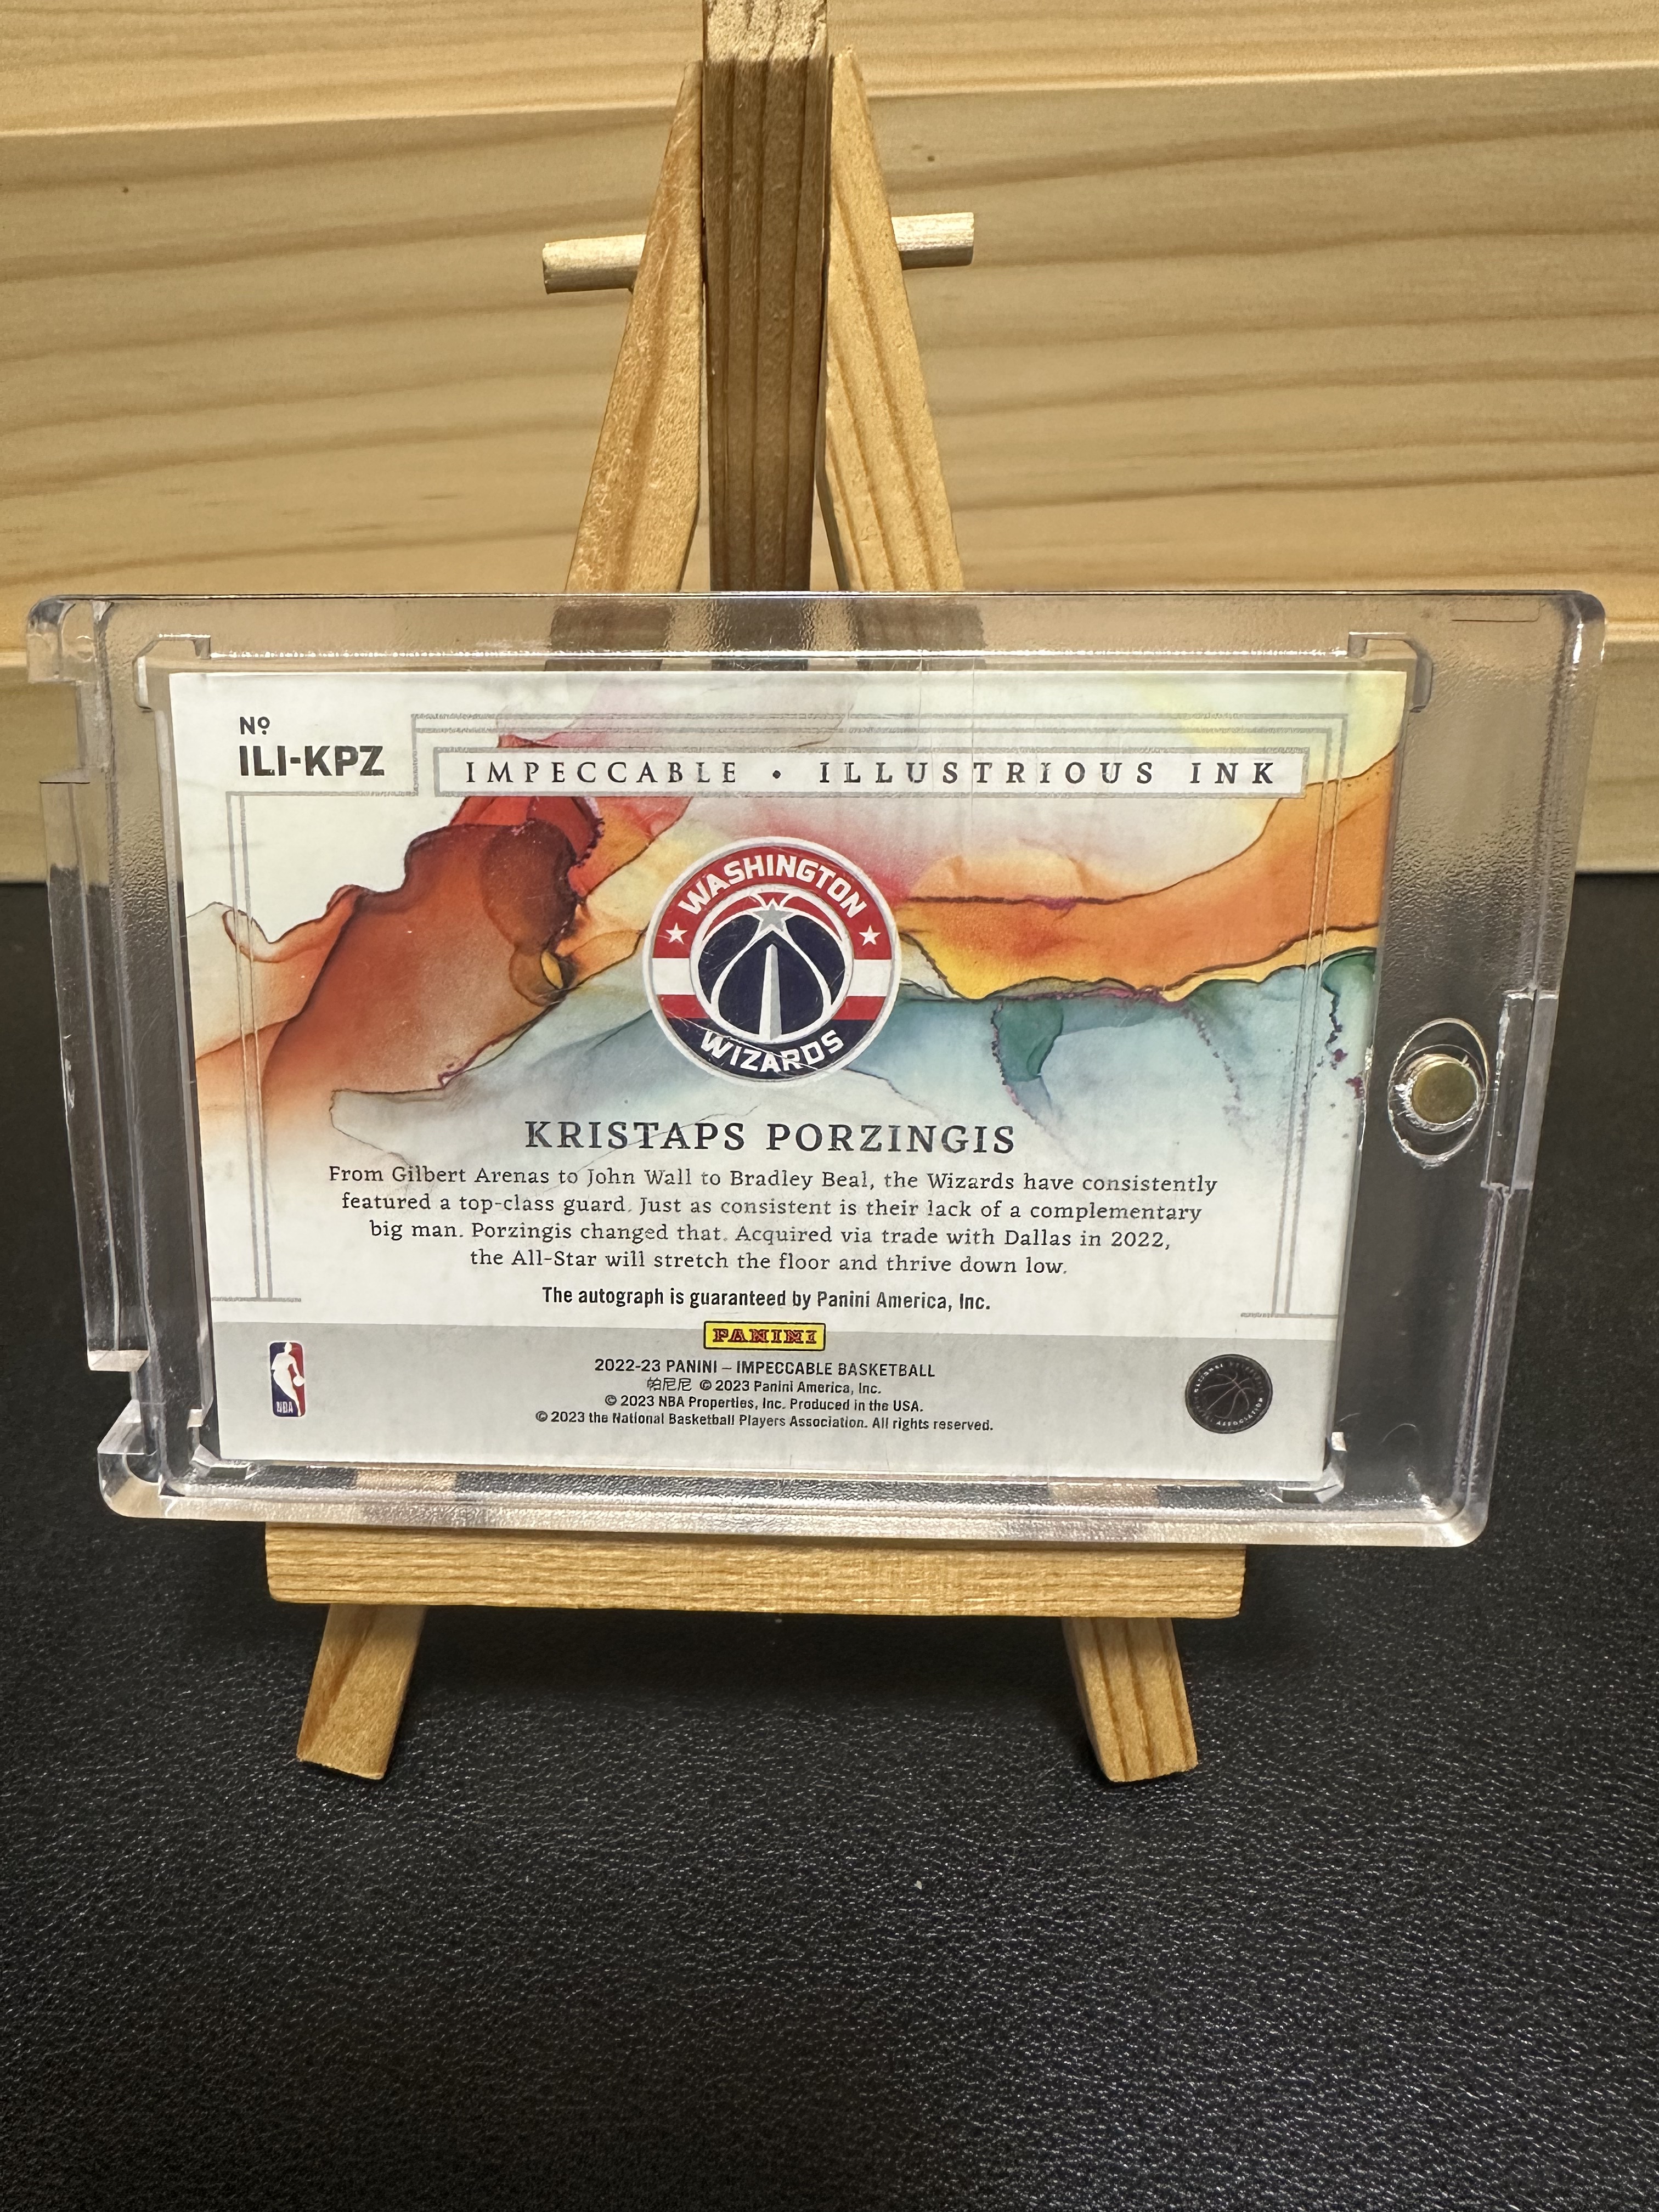 Nº
ILI-KPZ
IMPECCABLE • ILLUSTRIOUS INK
WASHINGTON
WIZARDS
KRISTAPS PORZINGIS
From Gilbert Arenas to John Wall to Bradley Beal, the Wizards have consistently
featured a top-class guard. Just as consistent is their lack of a complementary
big man. Porzingis changed that. Acquired via trade with Dallas in 2022,
the All-Star will stretch the floor and thrive down low.
The autograph is guaranteed by Panini America, Inc.
PANINI
2022-23 PANINI – IMPECCABLE BASKETBALL
帕尼尼 © 2023 Panini America, Inc.
© 2023 NBA Properties, Inc. Produced in the USA.
© 2023 the National Basketball Players Association. All rights reserved.
NBA